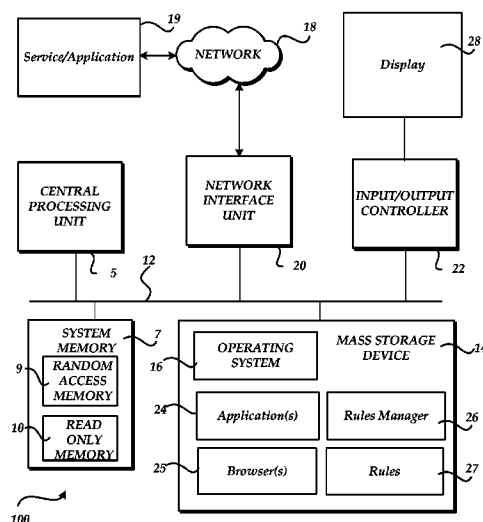 19
Service/Application
NETWORK
18
Display
28
CENTRAL
PROCESSING
UNIT
5
NETWORK
INTERFACE
UNIT
20
INPUT/OUTPUT
CONTROLLER
22
12
SYSTEM
MEMORY
7
9
RANDOM
ACCESS
MEMORY
10
READ
ONLY
MEMORY
100
16
OPERATING
SYSTEM
MASS STORAGE
DEVICE
14
24
Application(s)
Rules Manager
26
25
Browser(s)
Rules
27